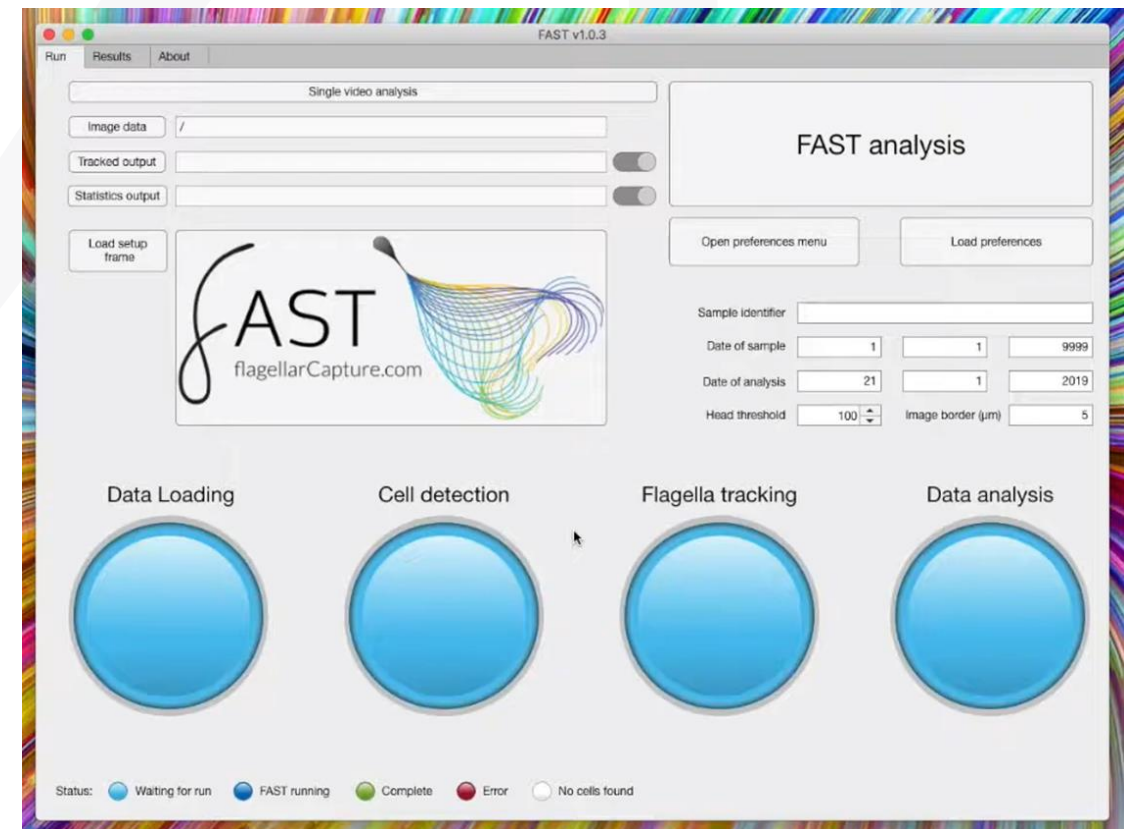 FAST v1.0.3
Run Results About
Single video analysis
Image data /
Tracked output
Statistics output
Load setup
frame
FAST
flagellarCapture.com
FAST analysis
Open preferences menu Load preferences
Sample identifier
Date of sample 1 1 9999
Date of analysis 21 1 2019
Head threshold 100 Image border (μm) 5
Data Loading Cell detection Flagella tracking Data analysis
Status: Waiting for run FAST running Complete Error No cells found